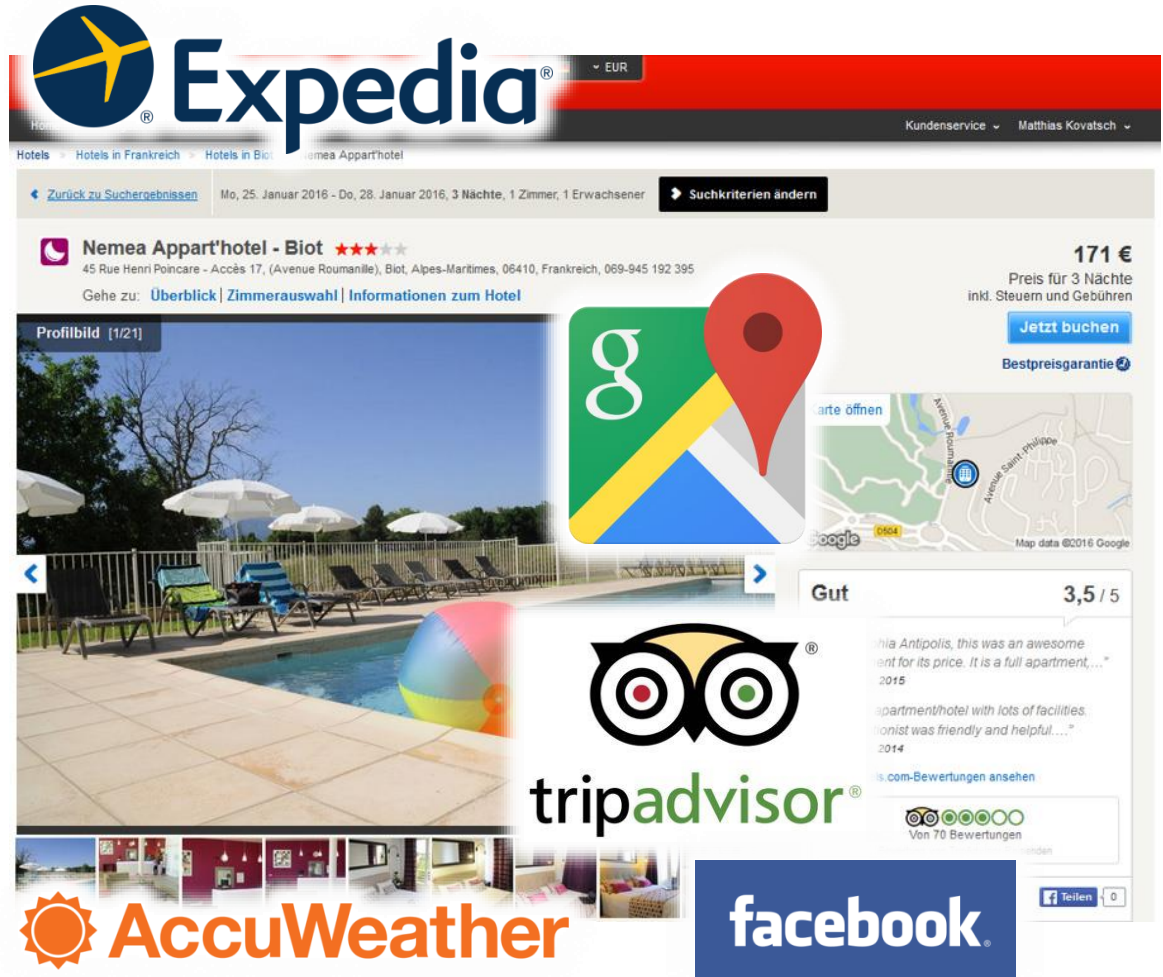 Expedia®
EUR
Kundenservice Matthias Kovatsch
Hotels Hotels in Frankreich Hotels in Appart'hotel
Zurück zu Suchergebnissen Mo, 25. Januar 2016 - Do, 28. Januar 2016, 3 Nächte, 1 Zimmer, 1 Erwachsener Suchkriterien ändern
Nemea Appart'hotel - Biot
45 Rue Henri Poincare - Accès 17, (Avenue Roumanille), Biot, Alpes-Maritimes, 06410, Frankreich, 069-945 192 395
Gehe zu: Überblick | Zimmerauswahl | Informationen zum Hotel
171 €
Preis für 3 Nächte
inkl. Steuern und Gebühren
Jetzt buchen
Bestpreisgarantie
Profilbild [1/21]
g
Karte öffnen
Avenue Roumanille
Avenue Saint-Philippe
D504
Google
Map data ©2016 Google
Gut 3,5 / 5
Antipolis, this was an awesome
for its price. It is a full apartment,..."
2015
apartment/hotel with lots of facilities.
was friendly and helpful...."
2014
.com-Bewertungen ansehen
Von 70 Bewertungen
tripadvisor®
Teilen 0
AccuWeather
facebook®